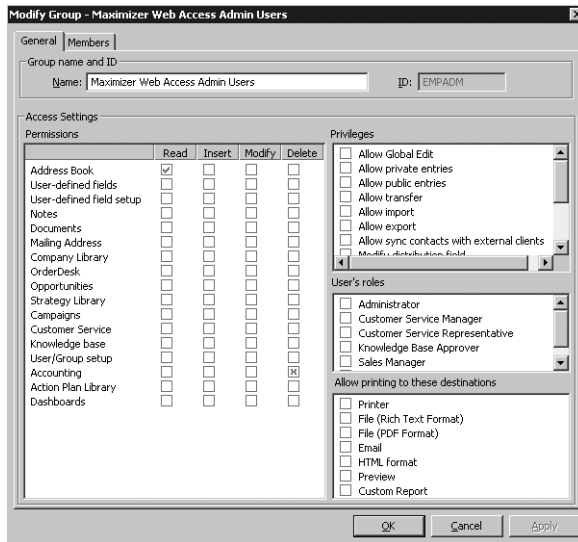 Modify Group - Maximizer Web Access Admin Users
General Members
Group name and ID
Name: Maximizer Web Access Admin Users ID: EMPADM
Access Settings
Permissions
Read Insert Modify Delete
Address Book
User-defined fields
User-defined field setup
Notes
Documents
Mailing Address
Company Library
OrderDesk
Opportunities
Strategy Library
Campaigns
Customer Service
Knowledge base
User/Group setup
Accounting
Action Plan Library
Dashboards
Privileges
Allow Global Edit
Allow private entries
Allow public entries
Allow transfer
Allow import
Allow export
Allow sync contacts with external clients
Modify distribution field
User's roles
Administrator
Customer Service Manager
Customer Service Representative
Knowledge Base Approver
Sales Manager
Allow printing to these destinations
Printer
File (Rich Text Format)
File (PDF Format)
Email
HTML format
Preview
Custom Report
OK Cancel Apply